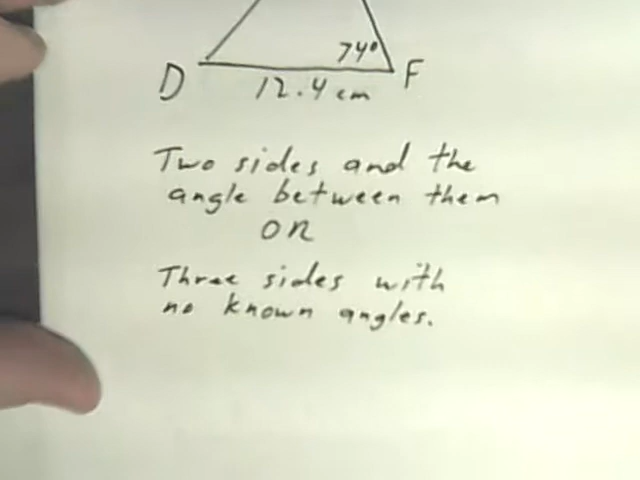 74°
D
F
12.4 cm
Two sides and the
angle between them
OR
Three sides with
no known angles.